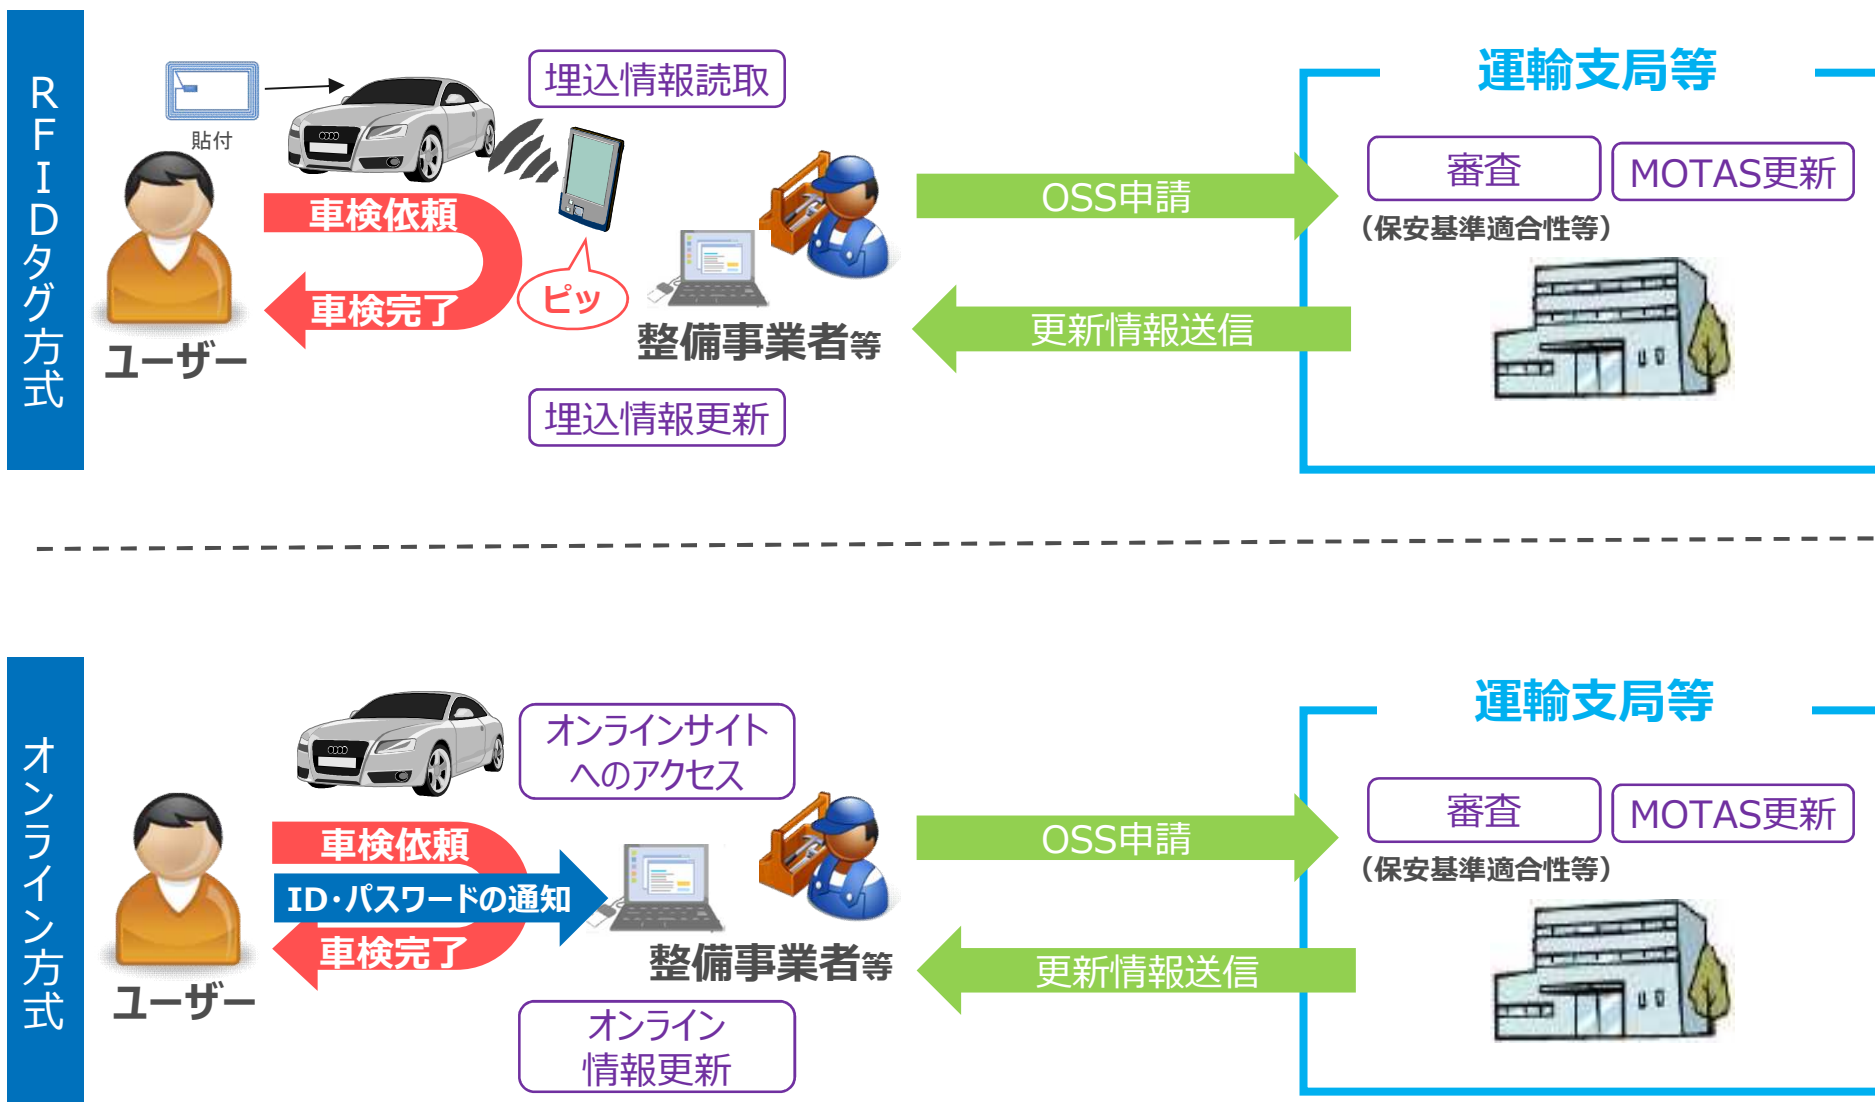 RFIDタグ方式
貼付
埋込情報読取
車検依頼
車検完了
ピッ
ユーザー
整備事業者等
埋込情報更新
OSS申請
更新情報送信
運輸支局等
審査
MOTAS更新
（保安基準適合性等）
オンライン方式
オンラインサイト
へのアクセス
車検依頼
ID・パスワードの通知
車検完了
ユーザー
整備事業者等
オンライン
情報更新
OSS申請
更新情報送信
運輸支局等
審査
MOTAS更新
（保安基準適合性等）